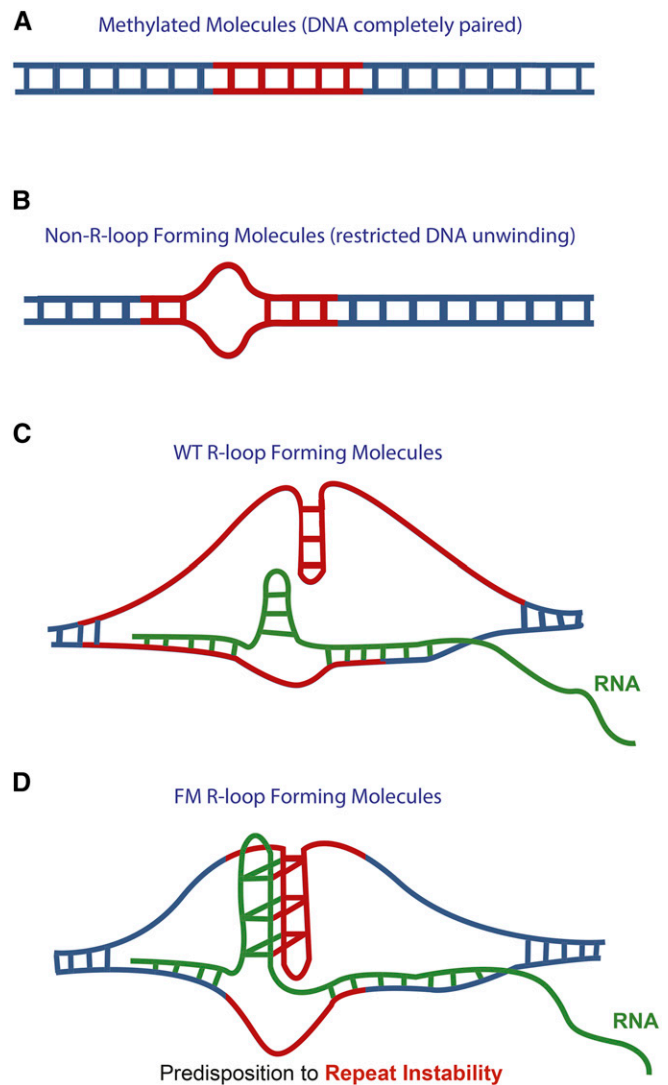 A
Methylated Molecules (DNA completely paired)
B
Non-R-loop Forming Molecules (restricted DNA unwinding)
C
WT R-loop Forming Molecules
RNA
D
FM R-loop Forming Molecules
RNA
Predisposition to Repeat Instability